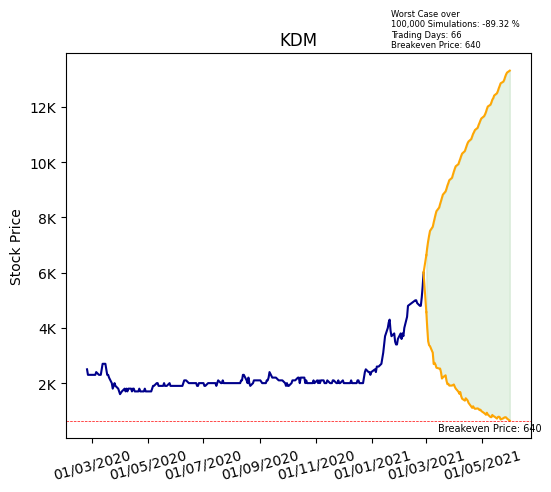 Worst Case over
100,000 Simulations: -89.32 %
Trading Days: 66
Breakeven Price: 640
KDM
Stock Price
12K
10K
8K
6K
4K
2K
Breakeven Price: 640
01/03/2020
01/05/2020
01/07/2020
01/09/2020
01/11/2020
01/01/2021
01/03/2021
01/05/2021